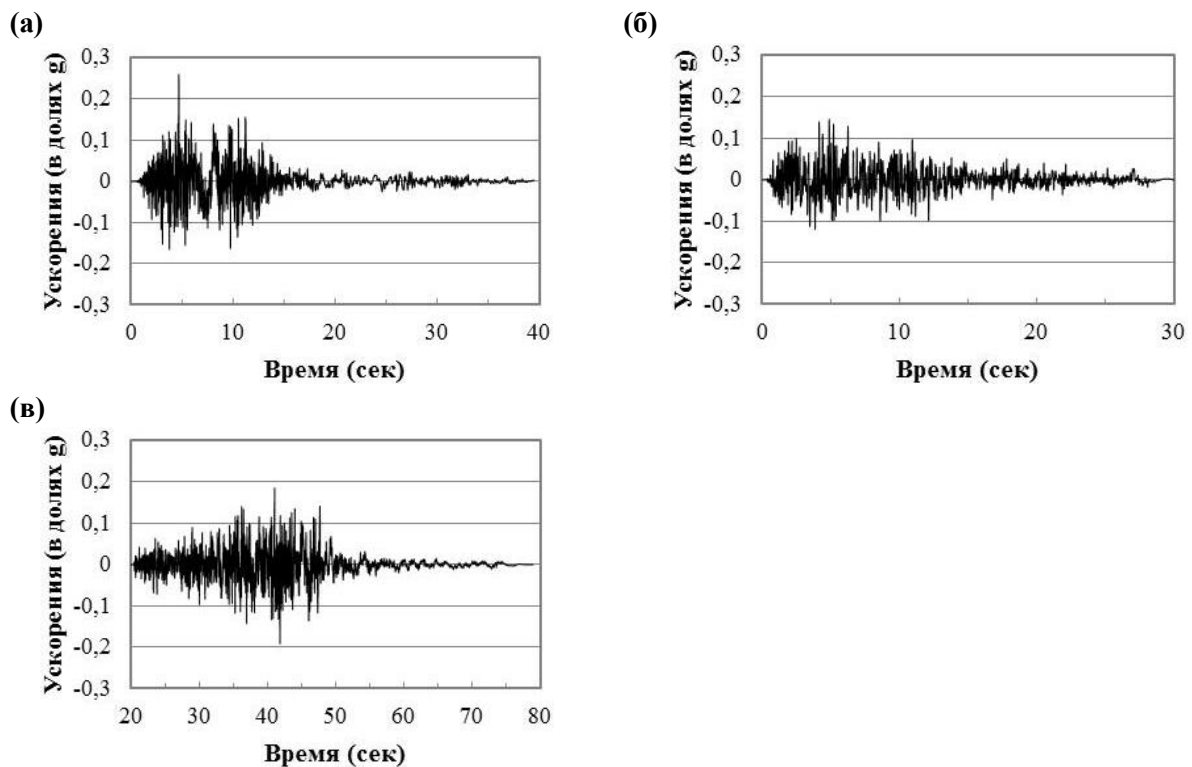 (а)
Ускорения (в долях g)
0,3
0,2
0,1
0
-0,1
-0,2
-0,3
0 10 20 30 40
Время (сек)
(б)
Ускорения (в долях g)
0,3
0,2
0,1
0
-0,1
-0,2
-0,3
0 10 20 30
Время (сек)
(в)
Ускорения (в долях g)
0,3
0,2
0,1
0
-0,1
-0,2
-0,3
20 30 40 50 60 70 80
Время (сек)